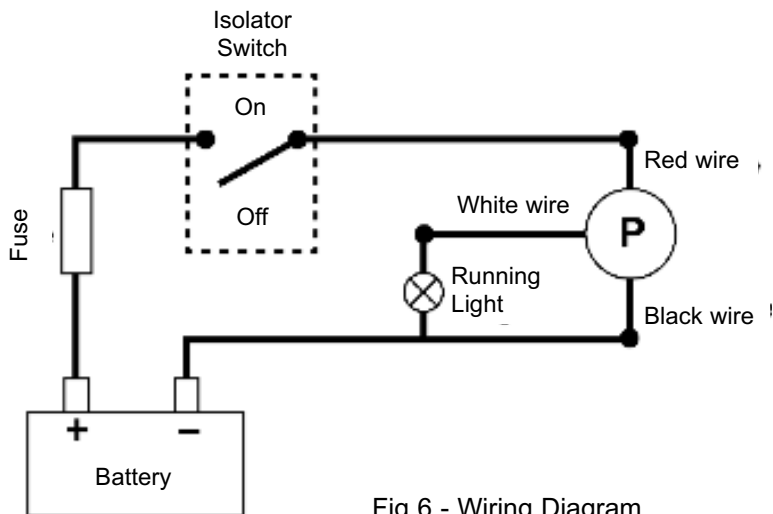 Isolator
Switch
On
Off
Fuse
White wire
Red wire
P
Running
Light
Black wire
+
–
Battery
Fig 6 - Wiring Diagram